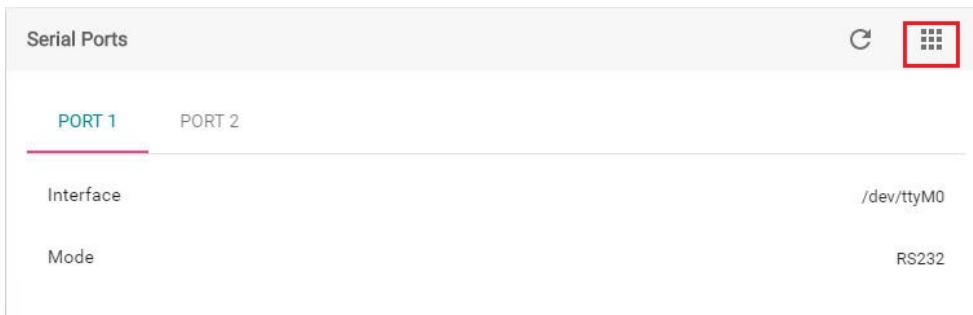 Serial Ports
PORT 1 PORT 2
Interface /dev/ttyM0
Mode RS232